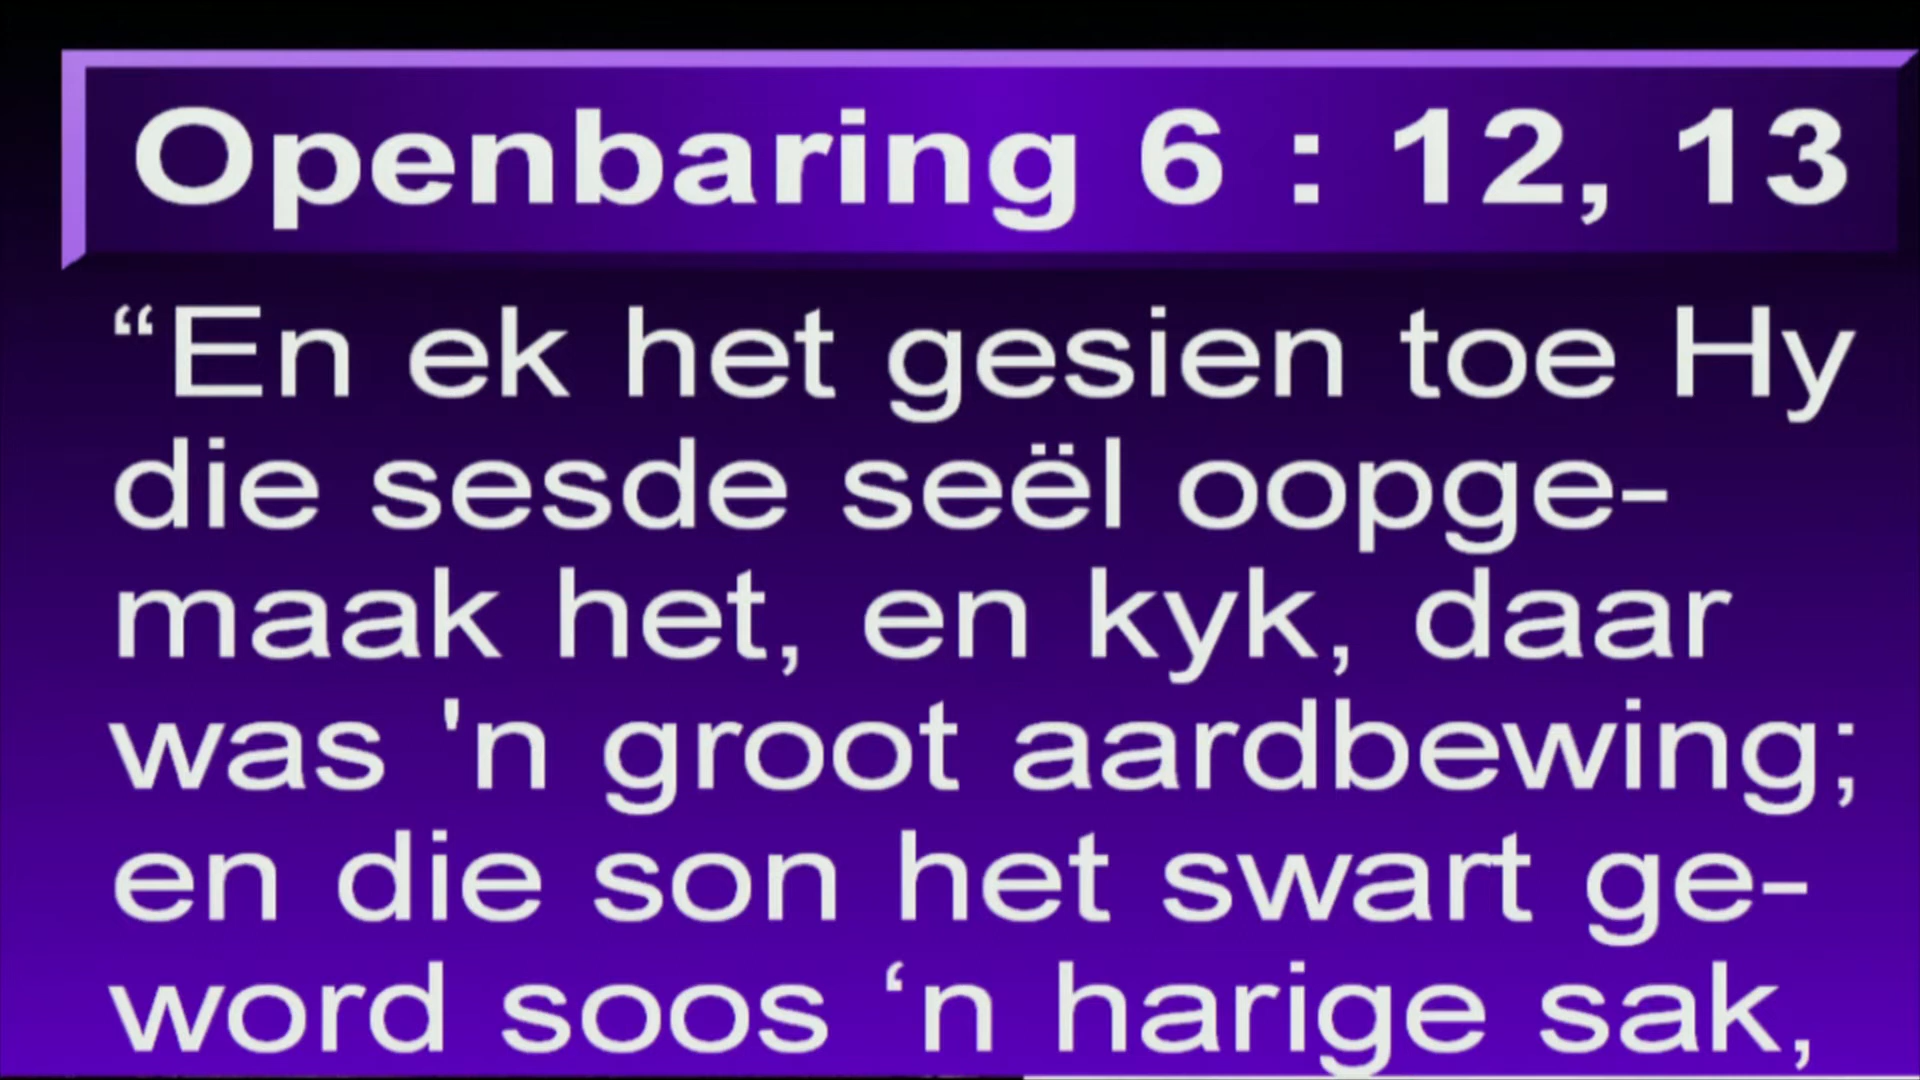 Openbaring 6 : 12, 13
“En ek het gesien toe Hy
die sesde seël oopge-
maak het, en kyk, daar
was 'n groot aardbewing;
en die son het swart ge-
word soos ‘n harige sak,